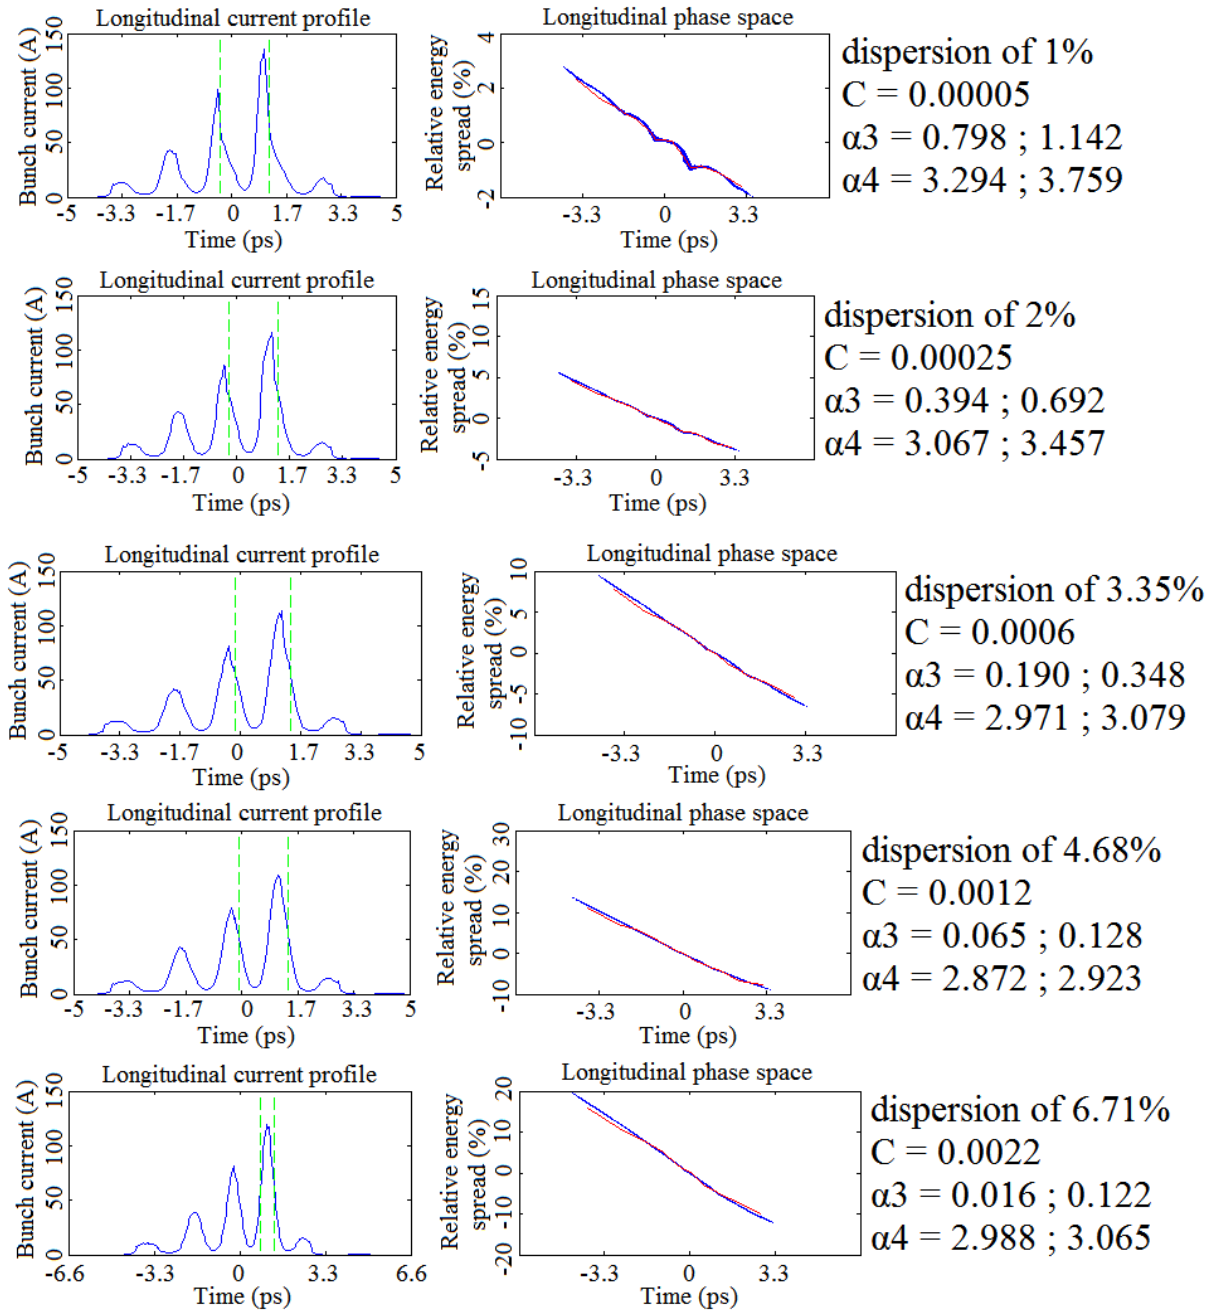 Longitudinal current profile
Bunch current (A)
150
100
50
0
-5 -3.3 -1.7 0 1.7 3.3 5
Time (ps)
Longitudinal phase space
Relative energy
spread (%)
4
2
0
-2
-3.3 0 3.3
Time (ps)
dispersion of 1%
C = 0.00005
α3 = 0.798 ; 1.142
α4 = 3.294 ; 3.759
Longitudinal current profile
Bunch current (A)
150
100
50
0
-5 -3.3 -1.7 0 1.7 3.3 5
Time (ps)
Longitudinal phase space
Relative energy
spread (%)
15
10
5
0
-5
-3.3 0 3.3
Time (ps)
dispersion of 2%
C = 0.00025
α3 = 0.394 ; 0.692
α4 = 3.067 ; 3.457
Longitudinal current profile
Bunch current (A)
150
100
50
0
-5 -3.3 -1.7 0 1.7 3.3 5
Time (ps)
Longitudinal phase space
Relative energy
spread (%)
10
5
0
-5
-10
-3.3 0 3.3
Time (ps)
dispersion of 3.35%
C = 0.0006
α3 = 0.190 ; 0.348
α4 = 2.971 ; 3.079
Longitudinal current profile
Bunch current (A)
150
100
50
0
-5 -3.3 -1.7 0 1.7 3.3 5
Time (ps)
Longitudinal phase space
Relative energy
spread (%)
30
20
10
0
-10
-3.3 0 3.3
Time (ps)
dispersion of 4.68%
C = 0.0012
α3 = 0.065 ; 0.128
α4 = 2.872 ; 2.923
Longitudinal current profile
Bunch current (A)
150
100
50
0
-6.6 -3.3 0 3.3 6.6
Time (ps)
Longitudinal phase space
Relative energy
spread (%)
20
10
0
-10
-20
-3.3 0 3.3
Time (ps)
dispersion of 6.71%
C = 0.0022
α3 = 0.016 ; 0.122
α4 = 2.988 ; 3.065